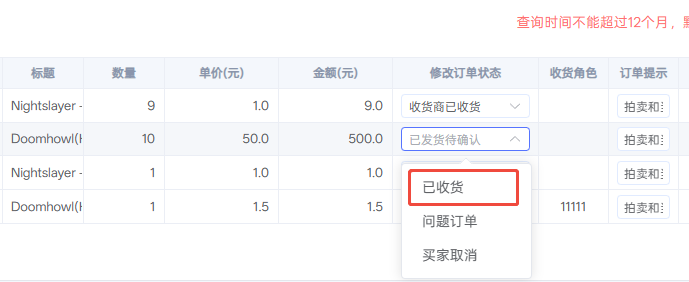 查询时间不能超过12个月，
标题 数量 单价(元) 金额(元) 修改订单状态 收货角色 订单提示
Nightslayer - 9 1.0 9.0 收货商已收货 拍卖和
Doomhowl(H 10 50.0 500.0 已发货待确认 拍卖和
Nightslayer - 1 1.0 1.0 拍卖和
Doomhowl(H 1 1.5 1.5 11111 拍卖和
已收货
问题订单
买家取消